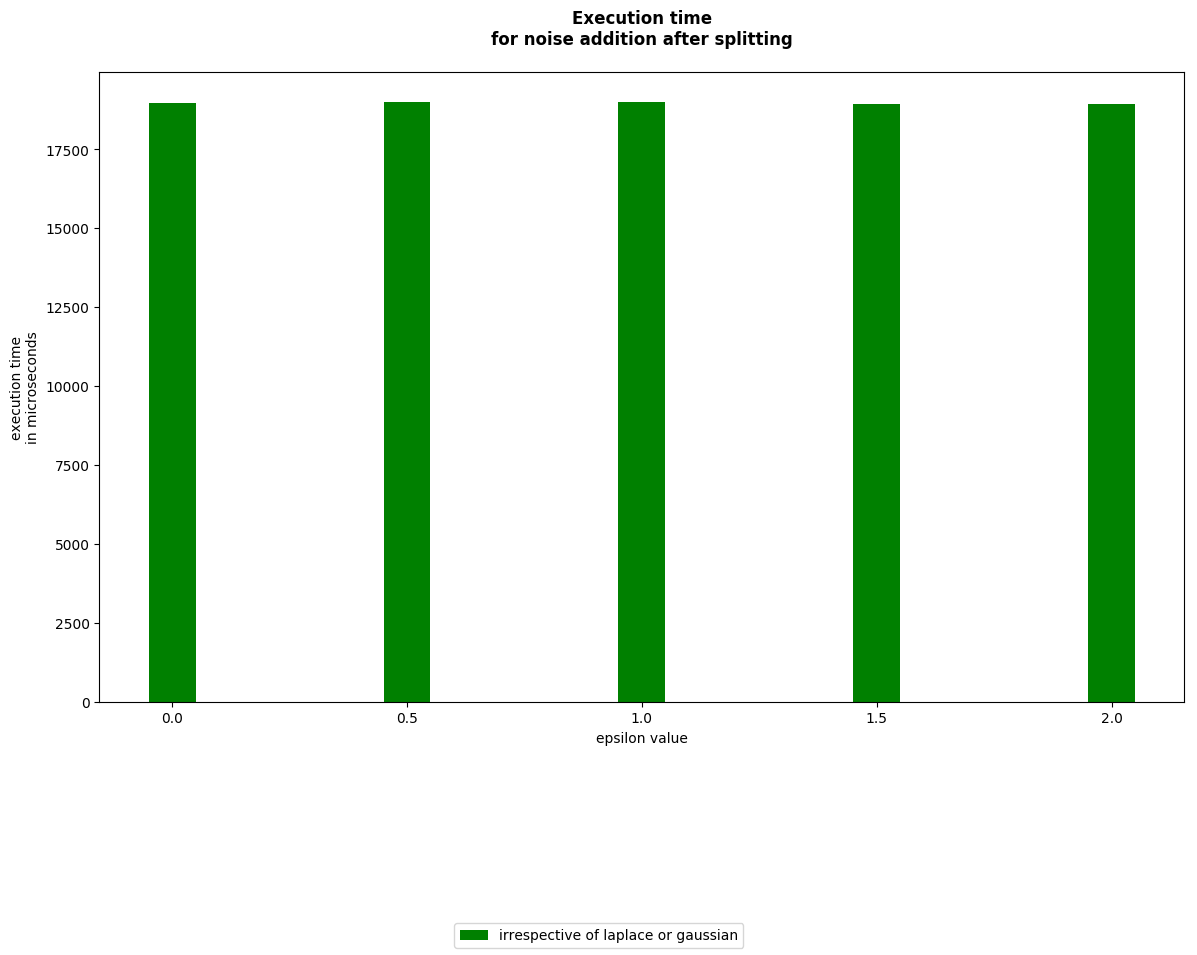 Execution time
for noise addition after splitting
execution time
in microseconds
17500
15000
12500
10000
7500
5000
2500
0
0.0
0.5
1.0
1.5
2.0
epsilon value
irrespective of laplace or gaussian